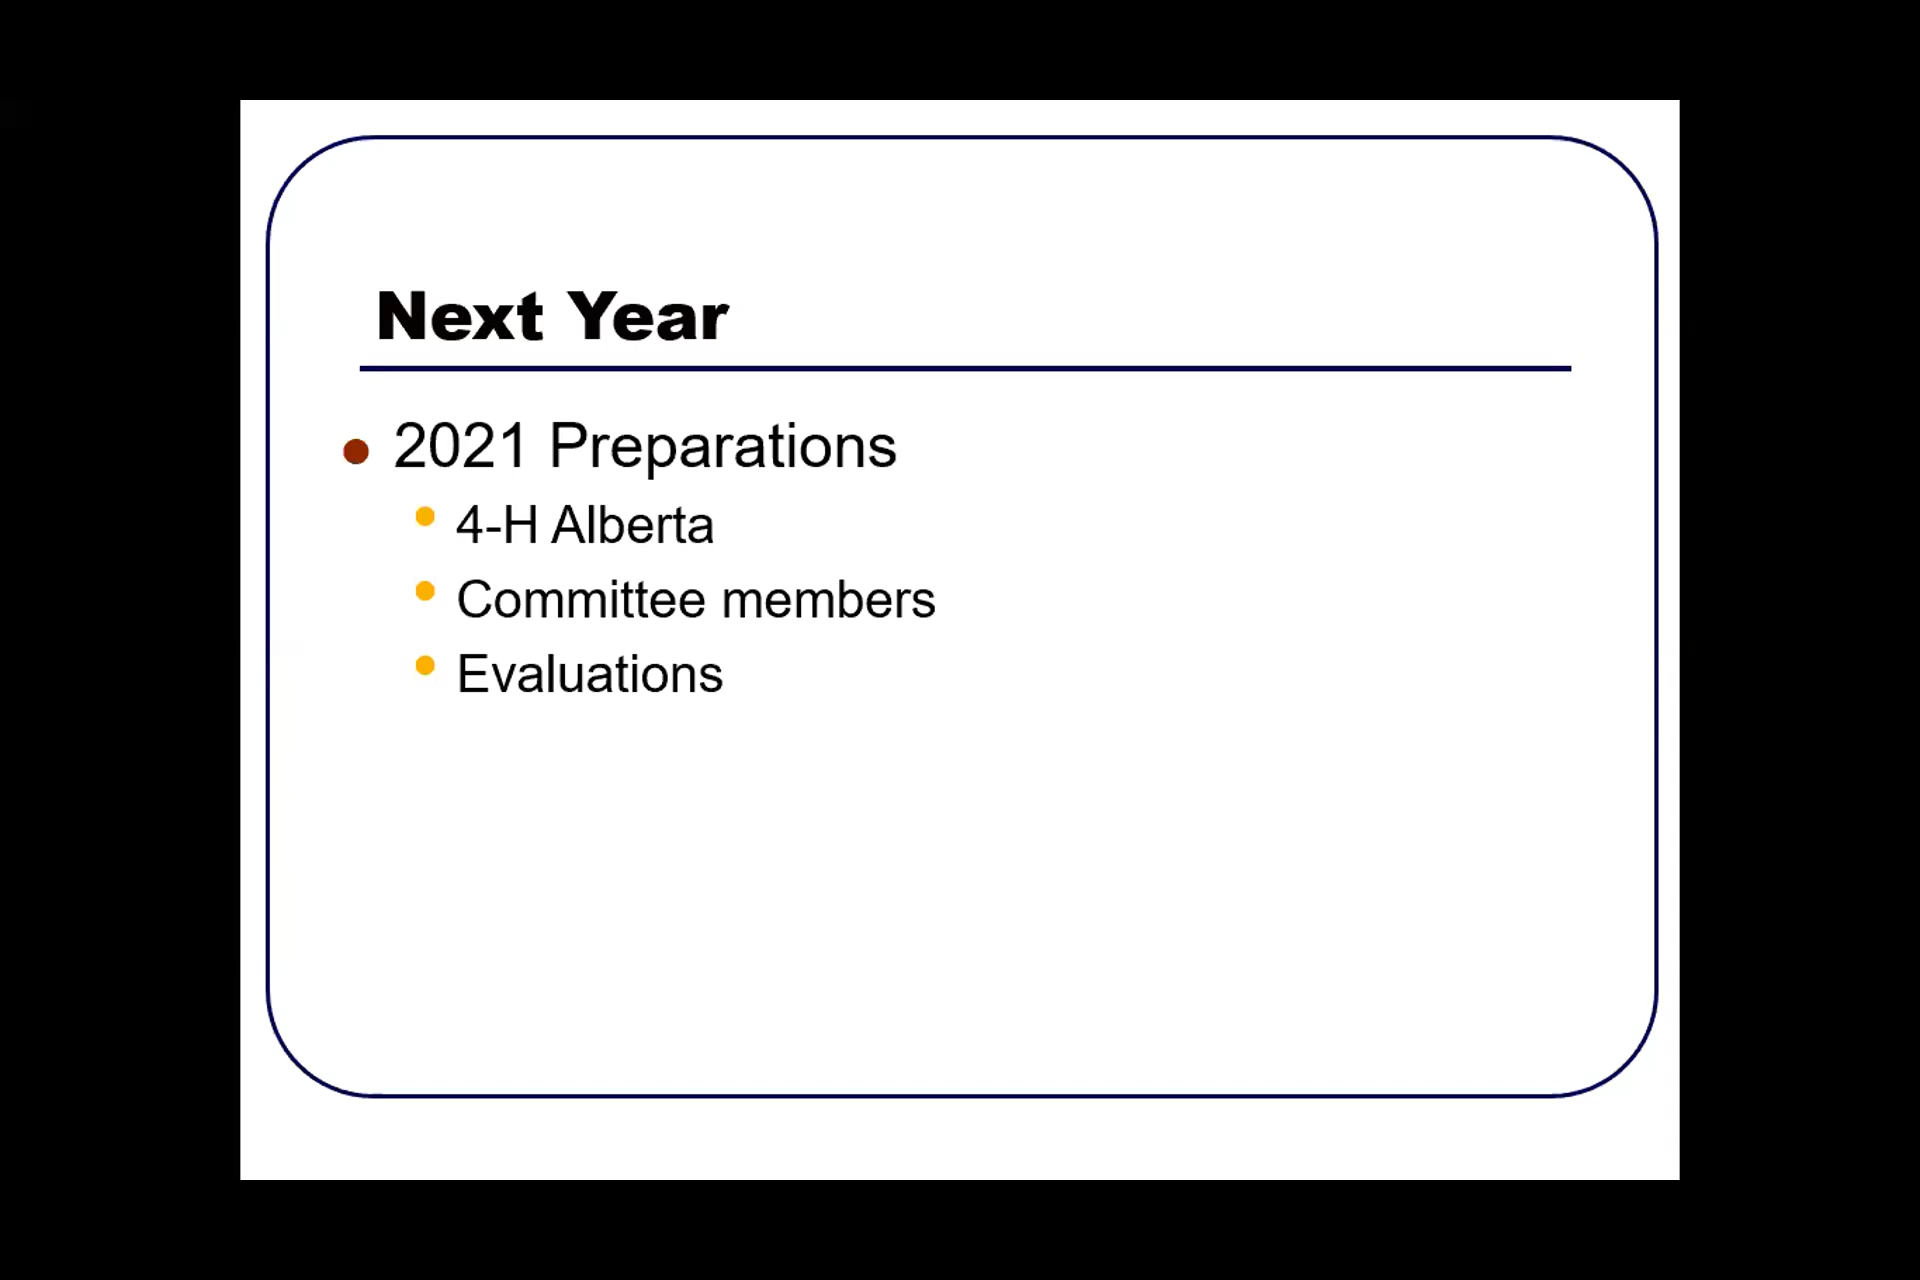 Next Year
2021 Preparations
4-H Alberta
Committee members
Evaluations